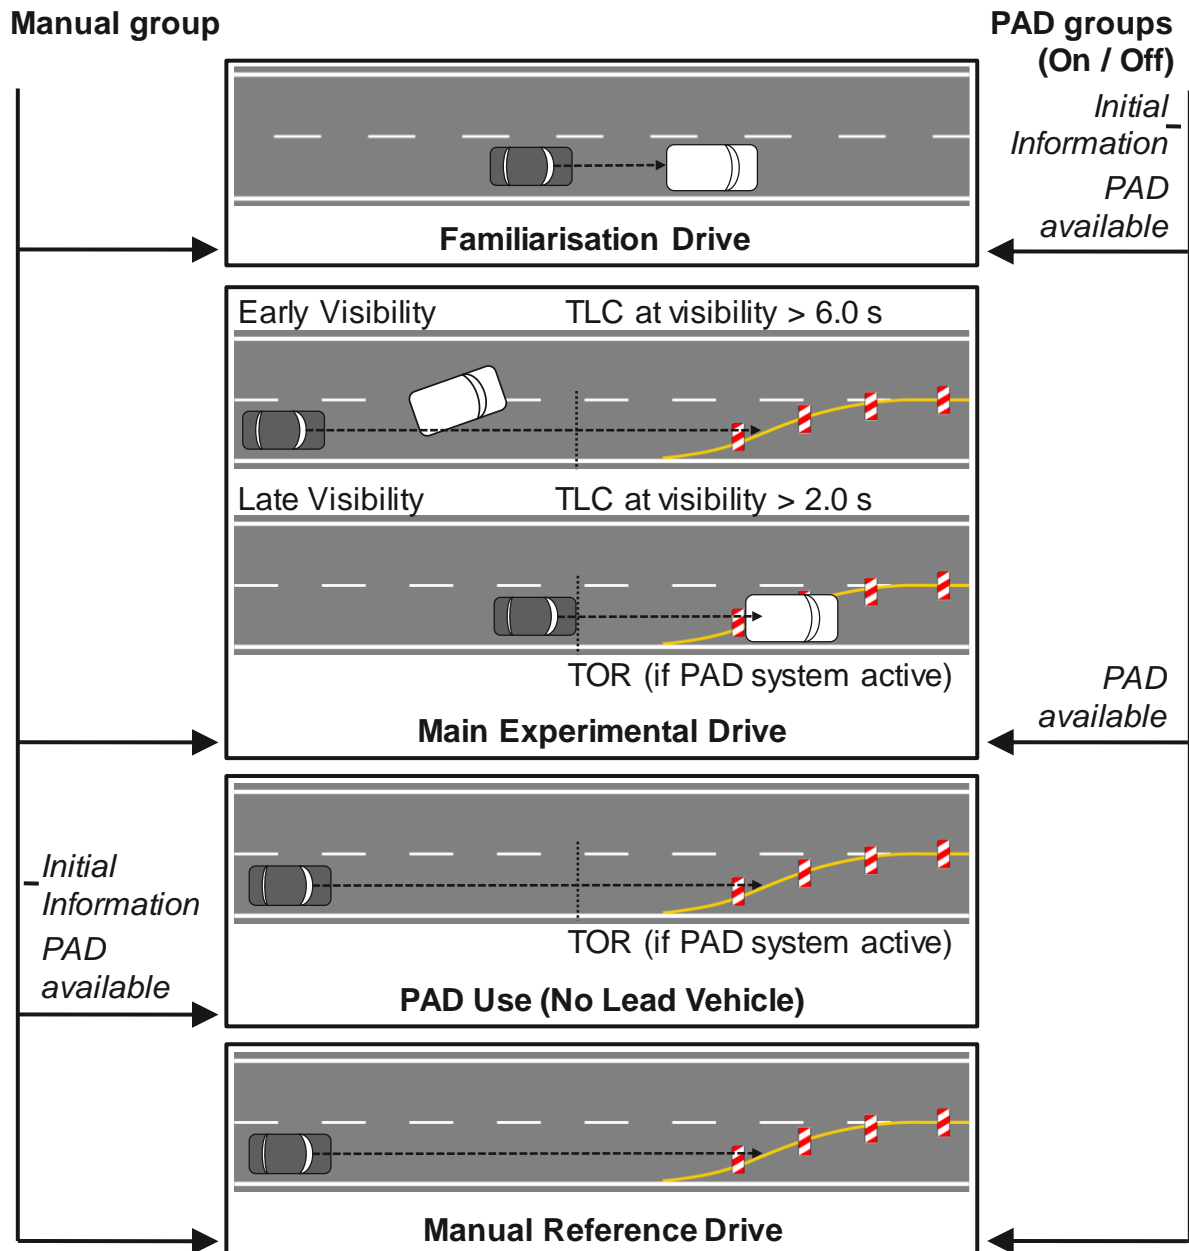 Manual group
PAD groups
(On / Off)
Initial
Information
PAD
available
Familiarisation Drive
Early Visibility TLC at visibility > 6.0 s
Late Visibility TLC at visibility > 2.0 s
TOR (if PAD system active)
Main Experimental Drive
PAD
available
Initial
Information
PAD
available
TOR (if PAD system active)
PAD Use (No Lead Vehicle)
Manual Reference Drive